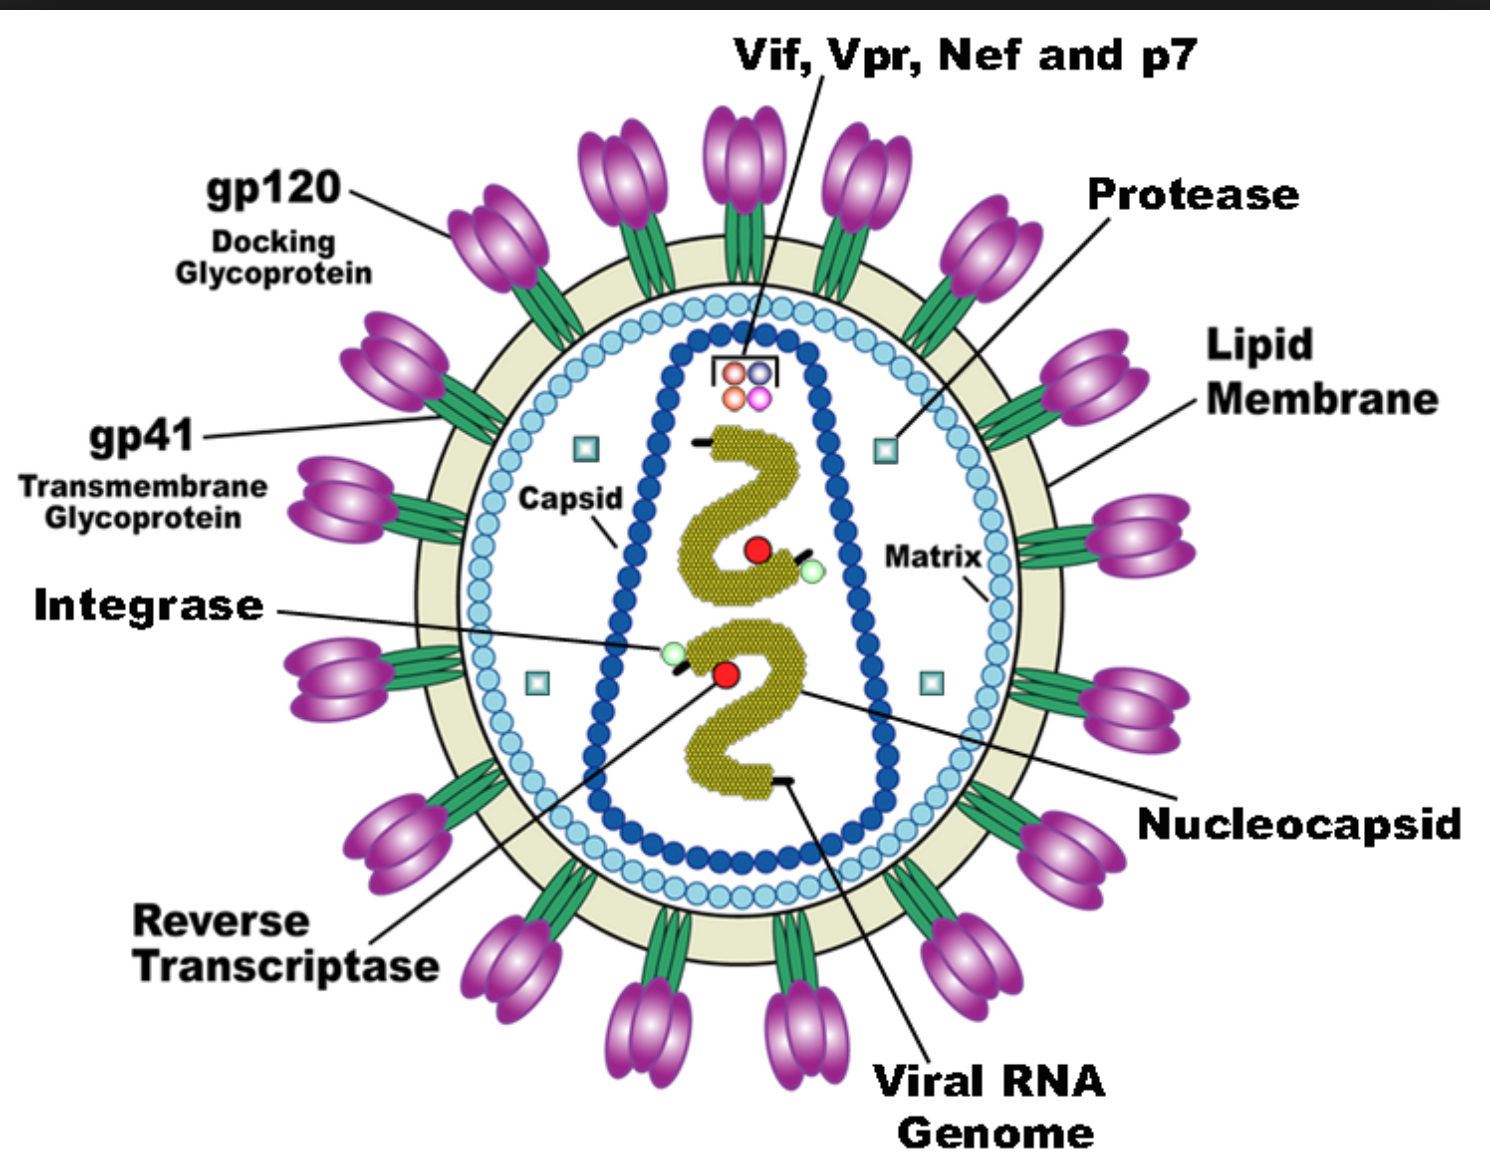 Vif, Vpr, Nef and p7
gp120
Docking
Glycoprotein
Protease
Lipid
Membrane
gp41
Transmembrane
Glycoprotein
Capsid
Matrix
Integrase
Nucleocapsid
Reverse
Transcriptase
Viral RNA
Genome